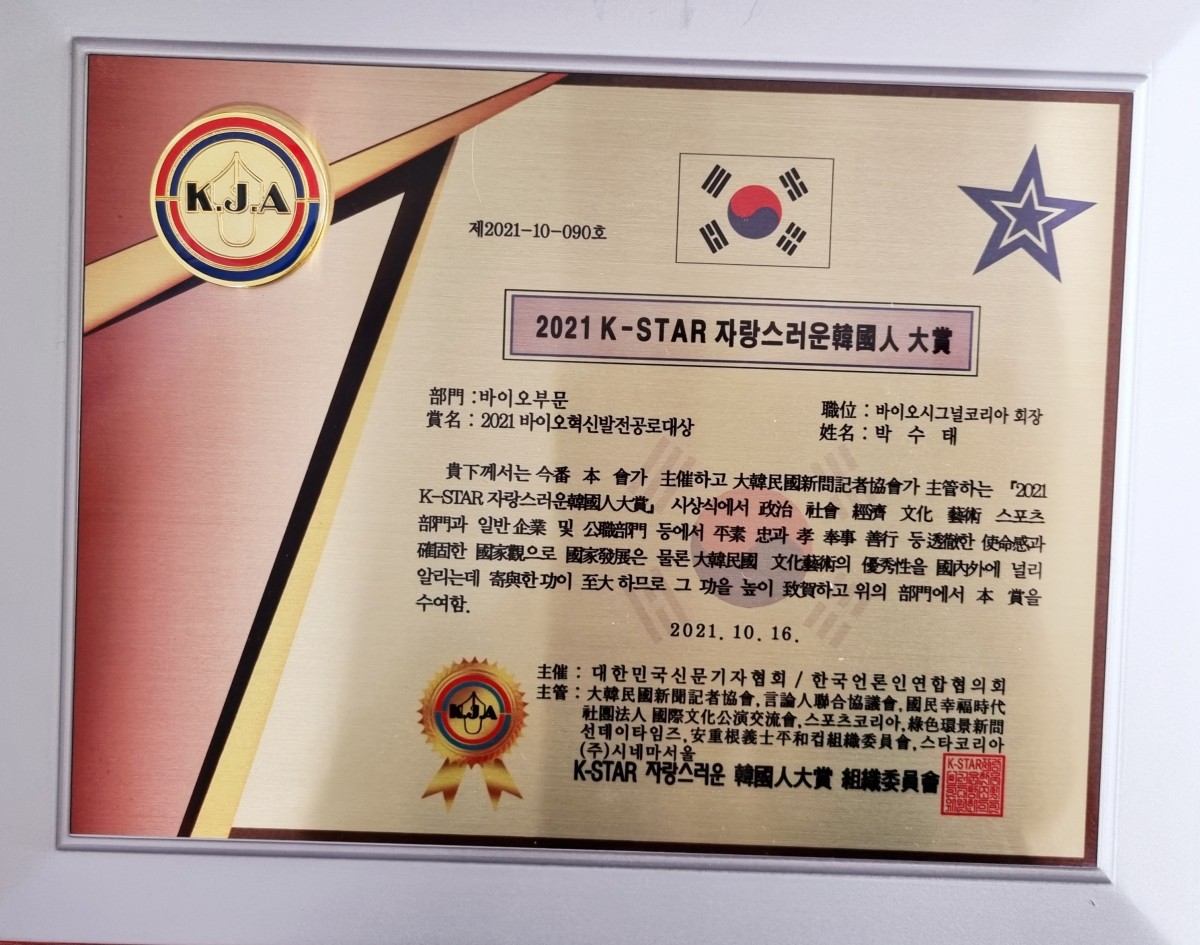 K.J.A
제2021-10-090호
2021 K-STAR 자랑스러운韓國人 大賞
部門 : 바이오부문
賞名 : 2021 바이오혁신발전공로대상
職位 : 바이오시그널코리아 회장
姓名 : 박 수 태
貴下께서는 今番 本 會가 主催하고 大韓民國新問記者協會가 主管하는 『2021
K-STAR 자랑스러운韓國人大賞』 시상식에서 政治 社會 經濟 文化 藝術 스포츠
部門과 일반企業 및 公職部門 等에서 平素 忠과 孝 奉事 善行 등透徹한 使命感과
確固한 國家觀으로 國家發展은 물론 大韓民國 文化藝術의 優秀性을 國內外에 널리
알리는데 寄與한 功이 至大 하므로 그 功을 높이 致賀하고 위의 部門에서 本 賞을
수여함.
2021. 10. 16.
K.J.A
主催 : 대한민국신문기자협회 / 한국언론인연합협의회
主管 : 大韓民國新聞記者協會, 言論人聯合協議會, 國民幸福時代
社團法人 國際文化公演交流會, 스포츠코리아, 綠色環景新問
선데이타임즈, 安重根義士平和컵組織委員會, 스타코리아
(주)시네마서울
K-STAR 자랑스러운 韓國人大賞 組織委員會
K-STAR